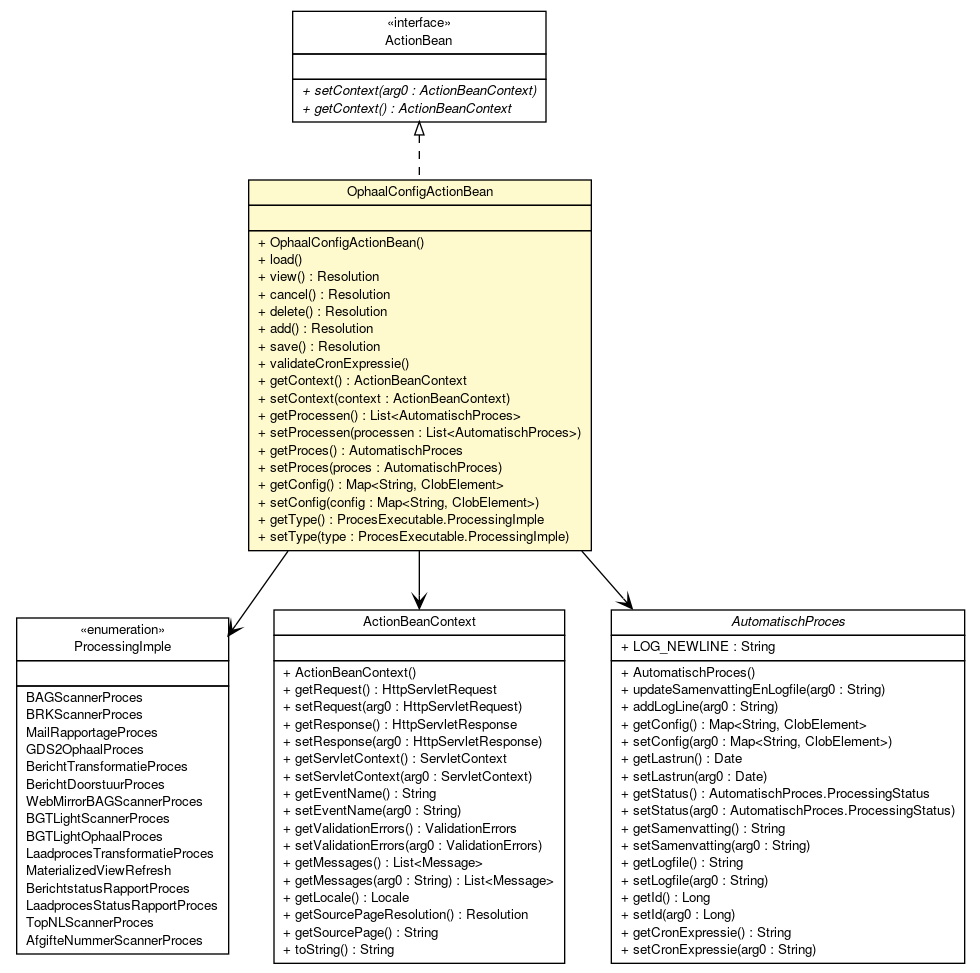 «interface»
ActionBean
+ setContext(arg0 : ActionBeanContext)
+ getContext() : ActionBeanContext
OphaalConfigActionBean
+ OphaalConfigActionBean()
+ load()
+ view() : Resolution
+ cancel() : Resolution
+ delete() : Resolution
+ add() : Resolution
+ save() : Resolution
+ validateCronExpressie()
+ getContext() : ActionBeanContext
+ setContext(context : ActionBeanContext)
+ getProcessen() : List<AutomatischProces>
+ setProcessen(processen : List<AutomatischProces>)
+ getProces() : AutomatischProces
+ setProces(proces : AutomatischProces)
+ getConfig() : Map<String, ClobElement>
+ setConfig(config : Map<String, ClobElement>)
+ getType() : ProcesExecutable.ProcessingImple
+ setType(type : ProcesExecutable.ProcessingImple)
«enumeration»
ProcessingImple
BAGScannerProces
BRKScannerProces
MailRapportageProces
GDS2OphaalProces
BerichtTransformatieProces
BerichtDoorstuurProces
WebMirrorBAGScannerProces
BGTLightScannerProces
BGTLightOphaalProces
LaadprocesTransformatieProces
MaterializedViewRefresh
BerichtstatusRapportProces
LaadprocesStatusRapportProces
TopNLScannerProces
AfgifteNummerScannerProces
ActionBeanContext
+ ActionBeanContext()
+ getRequest() : HttpServletRequest
+ setRequest(arg0 : HttpServletRequest)
+ getResponse() : HttpServletResponse
+ setResponse(arg0 : HttpServletResponse)
+ getServletContext() : ServletContext
+ setServletContext(arg0 : ServletContext)
+ getEventName() : String
+ setEventName(arg0 : String)
+ getValidationErrors() : ValidationErrors
+ setValidationErrors(arg0 : ValidationErrors)
+ getMessages() : List<Message>
+ getMessages(arg0 : String) : List<Message>
+ getLocale() : Locale
+ getSourcePageResolution() : Resolution
+ getSourcePage() : String
+ toString() : String
AutomatischProces
+ LOG_NEWLINE : String
+ AutomatischProces()
+ updateSamenvattingEnLogfile(arg0 : String)
+ addLogLine(arg0 : String)
+ getConfig() : Map<String, ClobElement>
+ setConfig(arg0 : Map<String, ClobElement>)
+ getLastrun() : Date
+ setLastrun(arg0 : Date)
+ getStatus() : AutomatischProces.ProcessingStatus
+ setStatus(arg0 : AutomatischProces.ProcessingStatus)
+ getSamenvatting() : String
+ setSamenvatting(arg0 : String)
+ getLogfile() : String
+ setLogfile(arg0 : String)
+ getId() : Long
+ setId(arg0 : Long)
+ getCronExpressie() : String
+ setCronExpressie(arg0 : String)